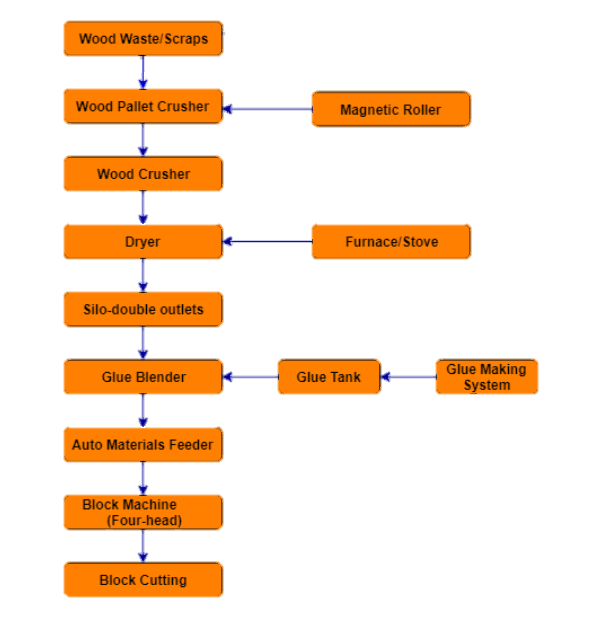 Wood Waste/Scraps
Wood Pallet Crusher
Magnetic Roller
Wood Crusher
Dryer
Furnace/Stove
Silo-double outlets
Glue Blender
Glue Tank
Glue Making
System
Auto Materials Feeder
Block Machine
(Four-head)
Block Cutting